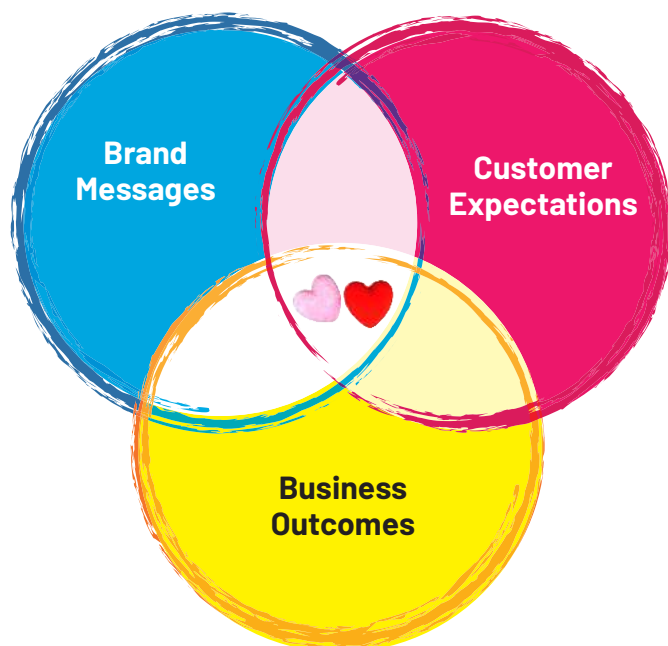 Brand
Messages
Customer
Expectations
Business
Outcomes